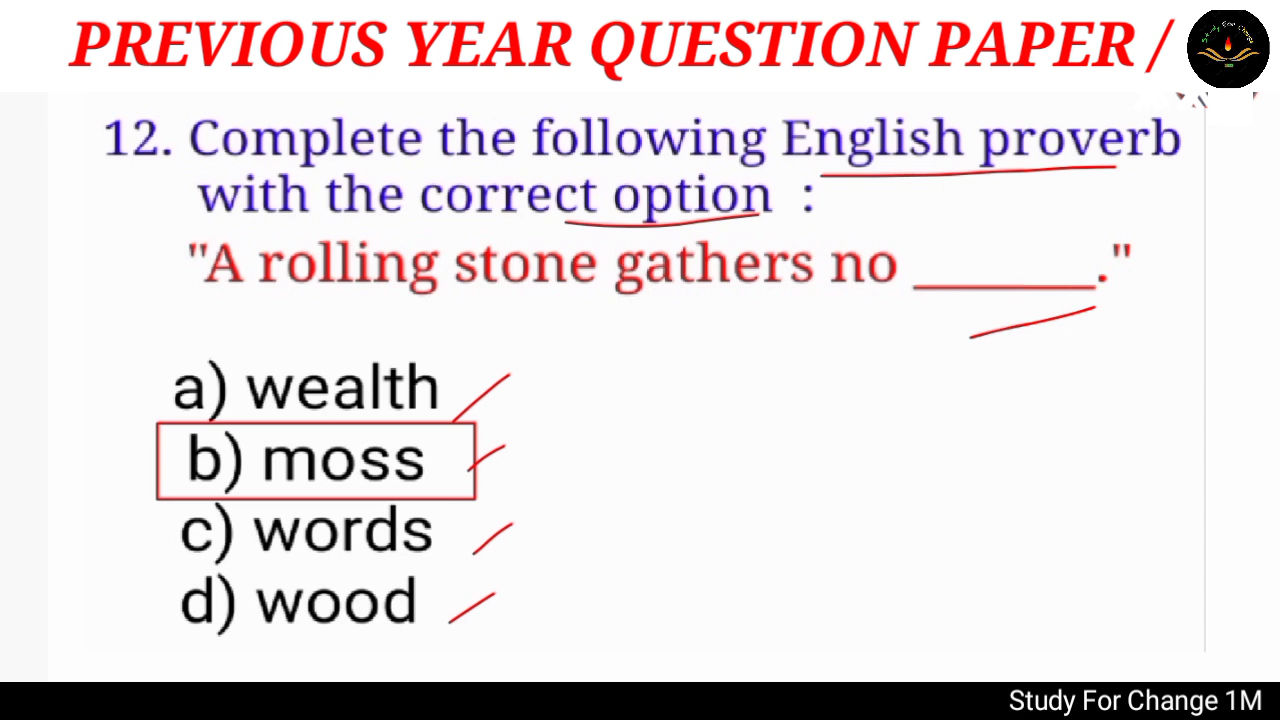 PREVIOUS YEAR QUESTION PAPER /
12. Complete the following English proverb
with the correct option :
"A rolling stone gathers no _______."
a) wealth
b) moss
c) words
d) wood
Study For Change 1M